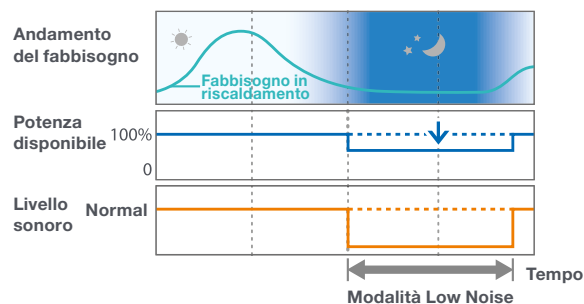 Andamento
del fabbisogno
Fabbisogno in
riscaldamento
Potenza
disponibile
100%
0
Livello
sonoro
Normal
Tempo
Modalità Low Noise